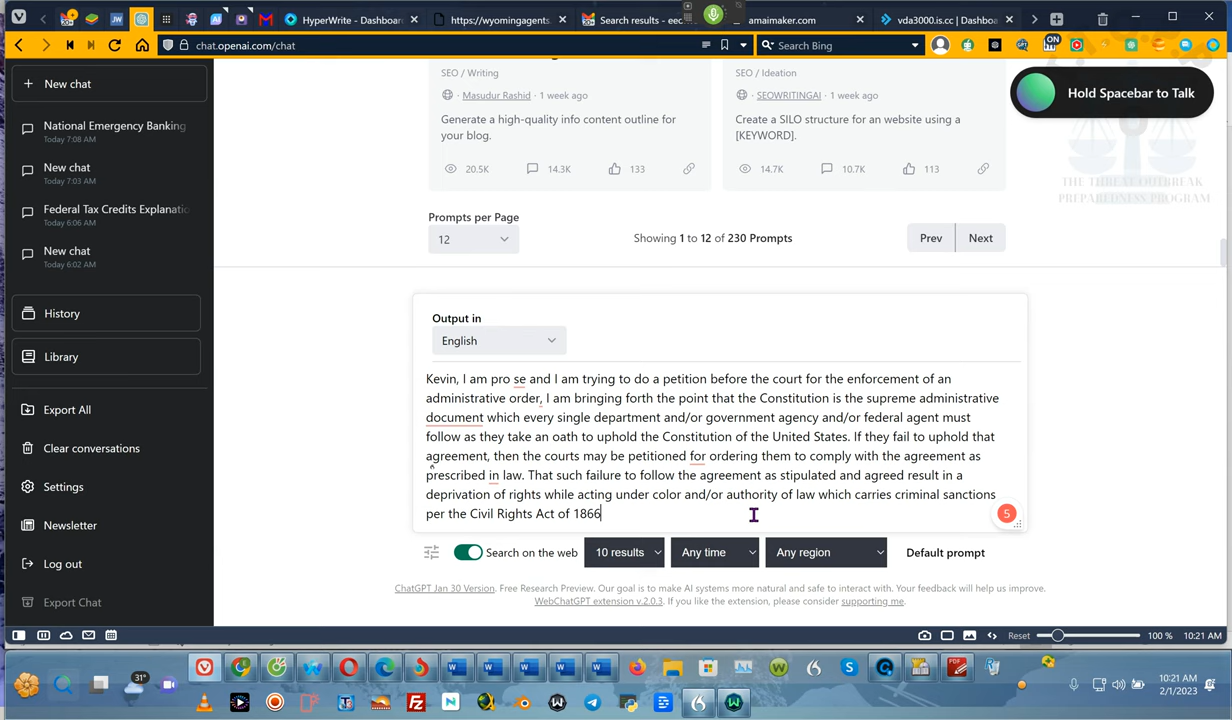 HyperWrite - Dashboar
https://wyomingagents.
Search results - eec
amaimaker.com
vda3000.is.cc | Dashboa
chat.openai.com/chat
Search Bing
ON
New chat
National Emergency Banking
Today 7:08 AM
New chat
Today 7:03 AM
Federal Tax Credits Explanatio
Today 6:06 AM
New chat
Today 6:02 AM
History
Library
Export All
Clear conversations
Settings
Newsletter
Log out
Export Chat
SEO / Writing
Masudur Rashid · 1 week ago
Generate a high-quality info content outline for
your blog.
20.5K 14.3K 133
SEO / Ideation
SEOWRITINGAI · 1 week ago
Create a SILO structure for an website using a
[KEYWORD].
14.7K 10.7K 113
Hold Spacebar to Talk
THE THREAT OUTBREAK
PREPAREDNESS PROGRAM
Prompts per Page
12
Showing 1 to 12 of 230 Prompts
Prev Next
Output in
English
Kevin, I am pro se and I am trying to do a petition before the court for the enforcement of an
administrative order, I am bringing forth the point that the Constitution is the supreme administrative
document which every single department and/or government agency and/or federal agent must
follow as they take an oath to uphold the Constitution of the United States. If they fail to uphold that
agreement, then the courts may be petitioned for ordering them to comply with the agreement as
prescribed in law. That such failure to follow the agreement as stipulated and agreed result in a
deprivation of rights while acting under color and/or authority of law which carries criminal sanctions
per the Civil Rights Act of 1866
5
Search on the web
10 results
Any time
Any region
Default prompt
ChatGPT Jan 30 Version. Free Research Preview. Our goal is to make AI systems more natural and safe to interact with. Your feedback will help us improve.
WebChatGPT extension v.2.0.3. If you like the extension, please consider supporting me.
Reset
100 %
10:21 AM
31°
10:21 AM
2/1/2023